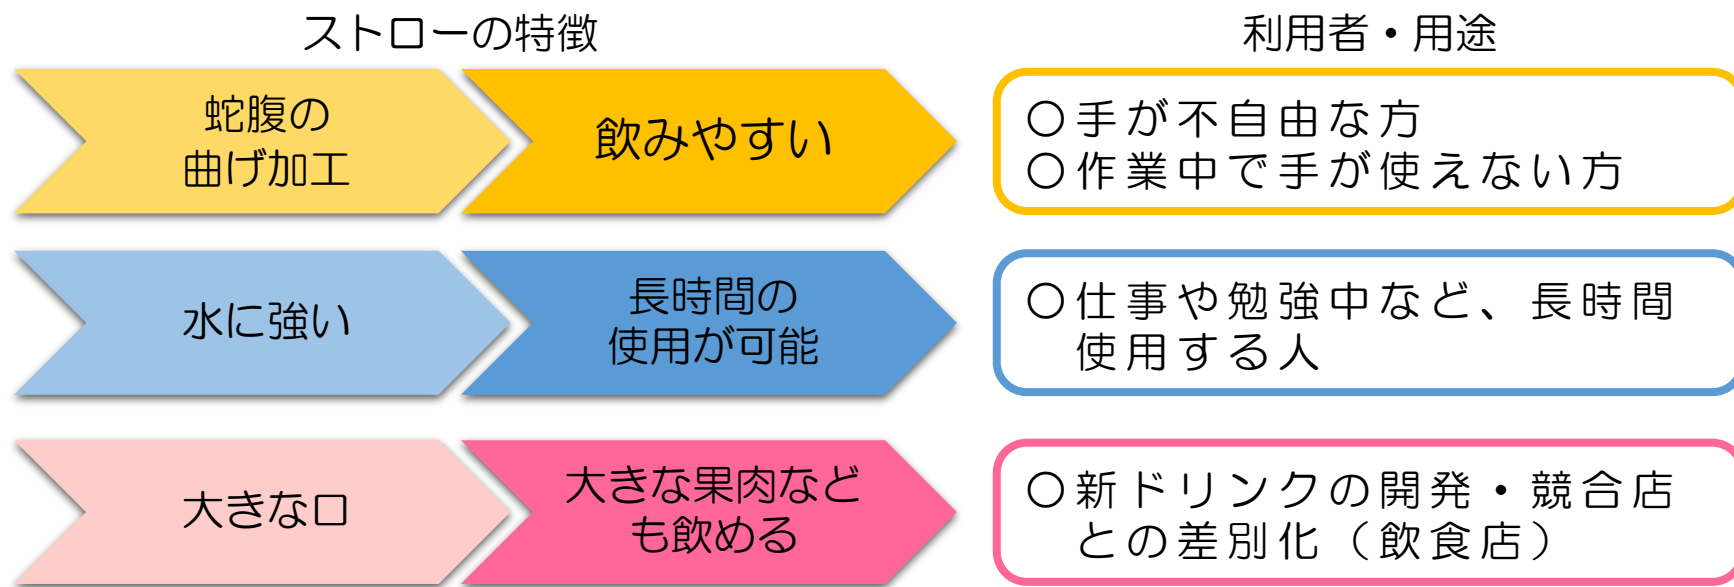 ストローの特徴
利用者・用途
蛇腹の
曲げ加工
飲みやすい
〇手が不自由な方
〇作業中で手が使えない方
水に強い
長時間の
使用が可能
〇仕事や勉強中など、長時間
使用する人
大きな口
大きな果肉など
も飲める
〇新ドリンクの開発・競合店
との差別化（飲食店）